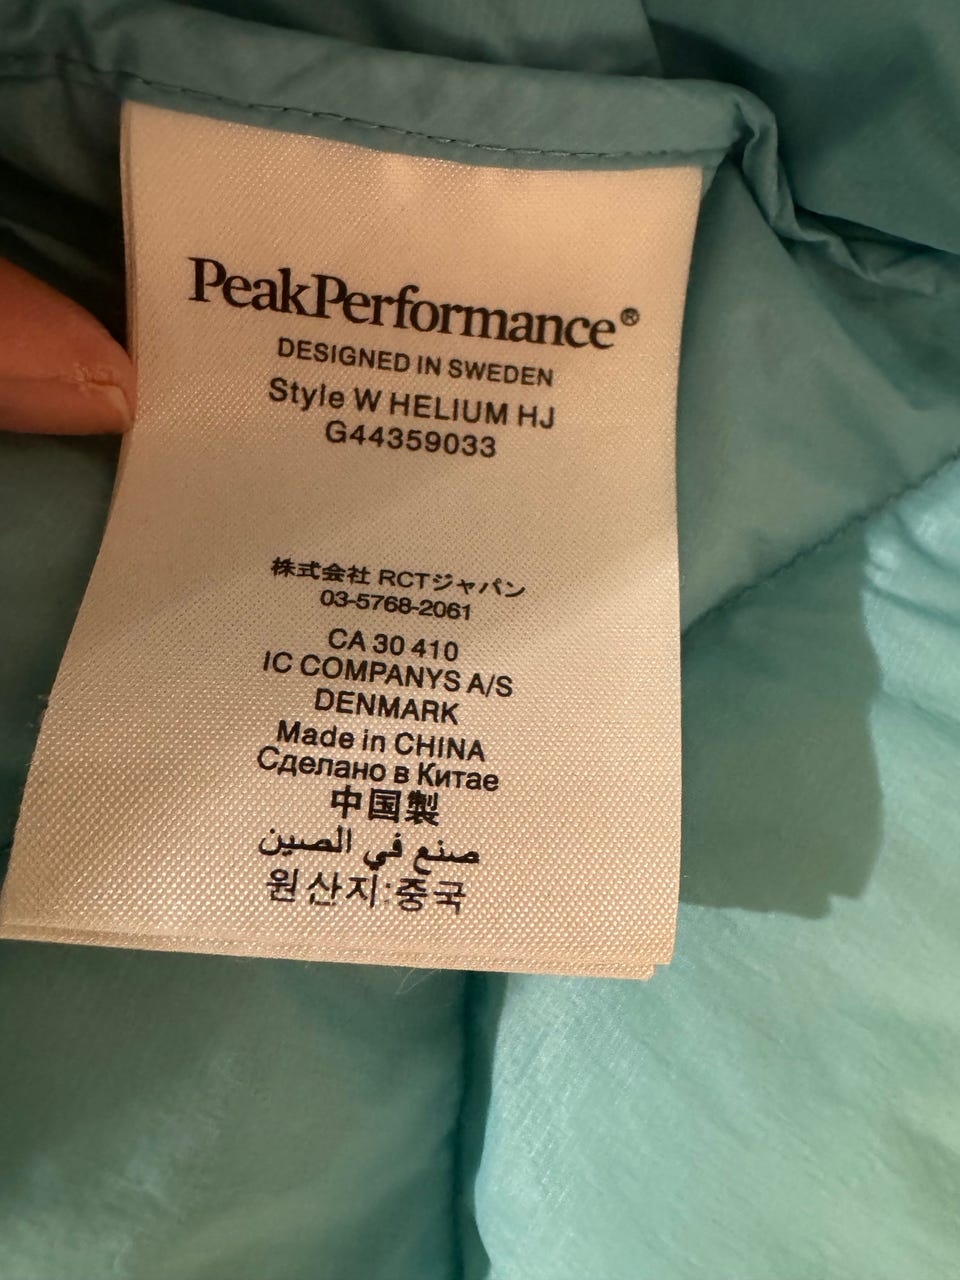 PeakPerformance®
DESIGNED IN SWEDEN
Style W HELIUM HJ
G44359033
株式会社 RCTジャパン
03-5768-2061
CA 30 410
IC COMPANYS A/S
DENMARK
Made in CHINA
Сделано в Китае
中国製
صنع في الصين
원산지:중국